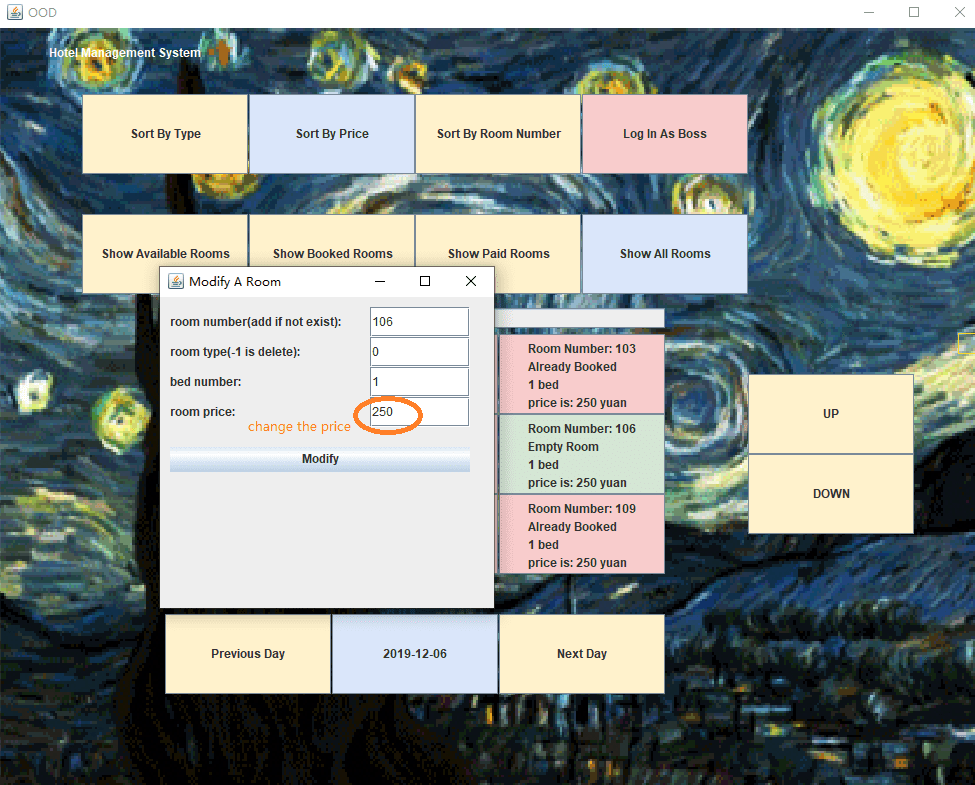 OOD
Hotel Management System
Sort By Type
Sort By Price
Sort By Room Number
Log In As Boss
Show Available Rooms
Show Booked Rooms
Show Paid Rooms
Show All Rooms
Modify A Room
room number(add if not exist):
106
room type(-1 is delete):
0
bed number:
1
room price:
250
change the price
Modify
Room Number: 103
Already Booked
1 bed
price is: 250 yuan
Room Number: 106
Empty Room
1 bed
price is: 250 yuan
Room Number: 109
Already Booked
1 bed
price is: 250 yuan
UP
DOWN
Previous Day
2019-12-06
Next Day